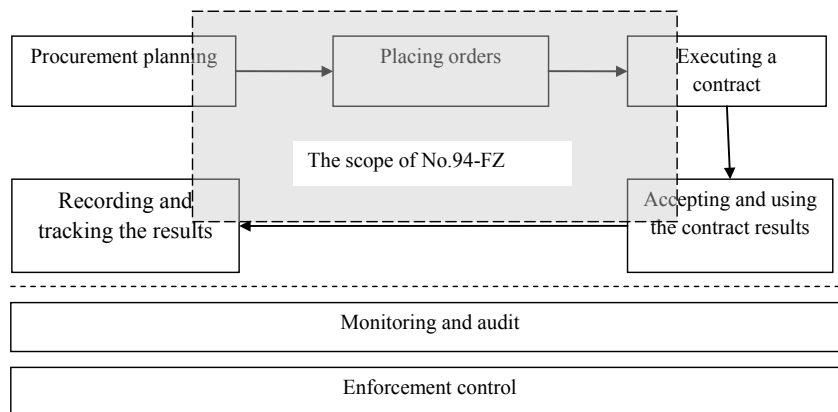 Procurement planning
Placing orders
Executing a
contract
The scope of No.94-FZ
Recording and
tracking the results
Accepting and using
the contract results
Monitoring and audit
Enforcement control